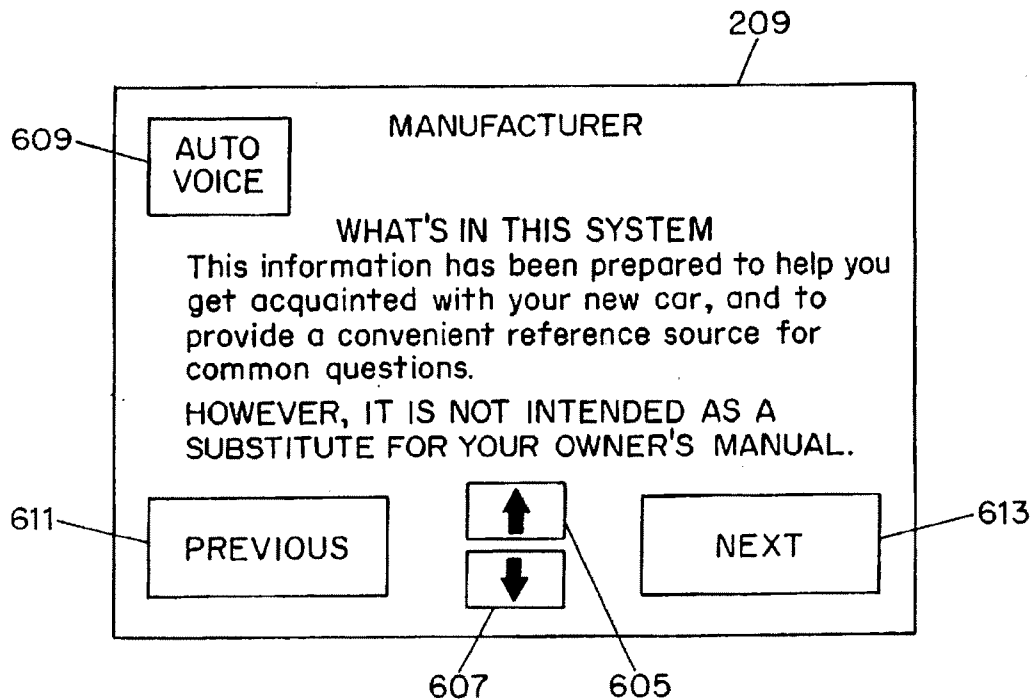 209
MANUFACTURER
609
AUTO
VOICE
WHAT'S IN THIS SYSTEM
This information has been prepared to help you
get acquainted with your new car, and to
provide a convenient reference source for
common questions.
HOWEVER, IT IS NOT INTENDED AS A
SUBSTITUTE FOR YOUR OWNER'S MANUAL.
611
PREVIOUS
NEXT
613
607
605